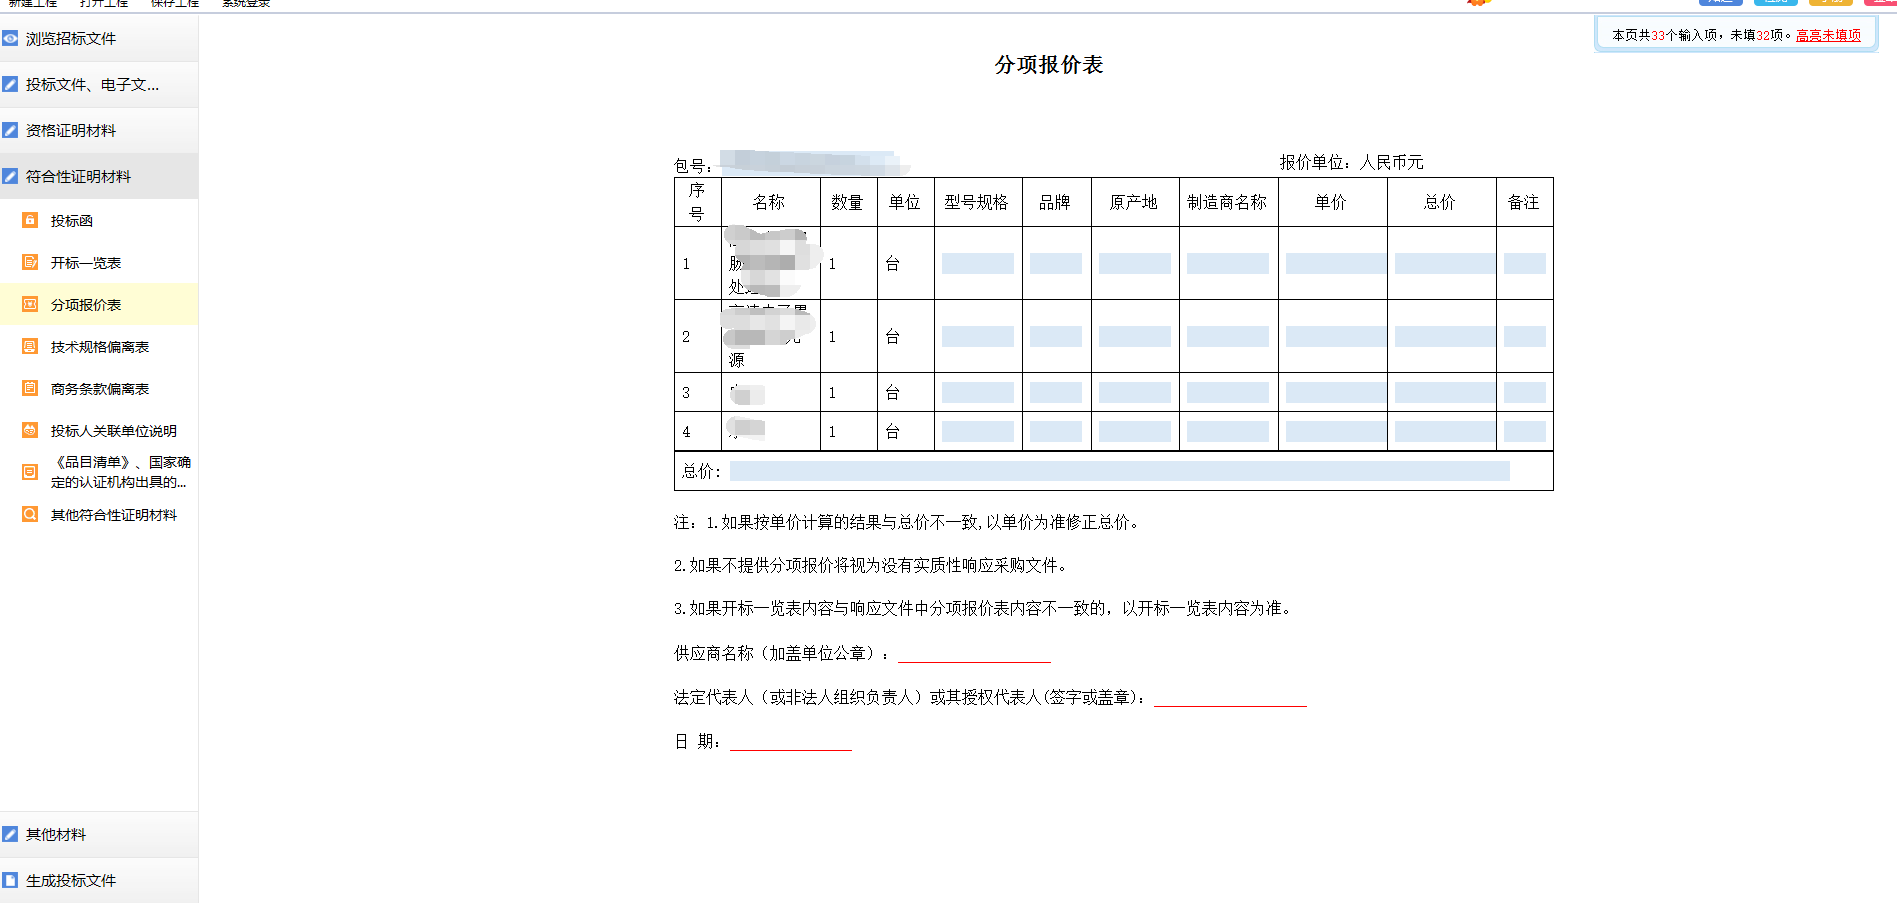 新建工程 打开工程 保存工程 系统登录
浏览招标文件
投标文件、电子文...
资格证明材料
符合性证明材料
投标函
开标一览表
分项报价表
技术规格偏离表
商务条款偏离表
投标人关联单位说明
《品目清单》、国家确
定的认证机构出具的...
其他符合性证明材料
其他材料
生成投标文件
本页共33个输入项，未填32项。高亮未填项
分项报价表
包号：
报价单位：人民币元
序号 名称 数量 单位 型号规格 品牌 原产地 制造商名称 单价 总价 备注
1 1 台
2 源 1 台
3 1 台
4 1 台
总价：
注：1.如果按单价计算的结果与总价不一致,以单价为准修正总价。
2.如果不提供分项报价将视为没有实质性响应采购文件。
3.如果开标一览表内容与响应文件中分项报价表内容不一致的，以开标一览表内容为准。
供应商名称（加盖单位公章）：
法定代表人（或非法人组织负责人）或其授权代表人(签字或盖章)：
日 期：